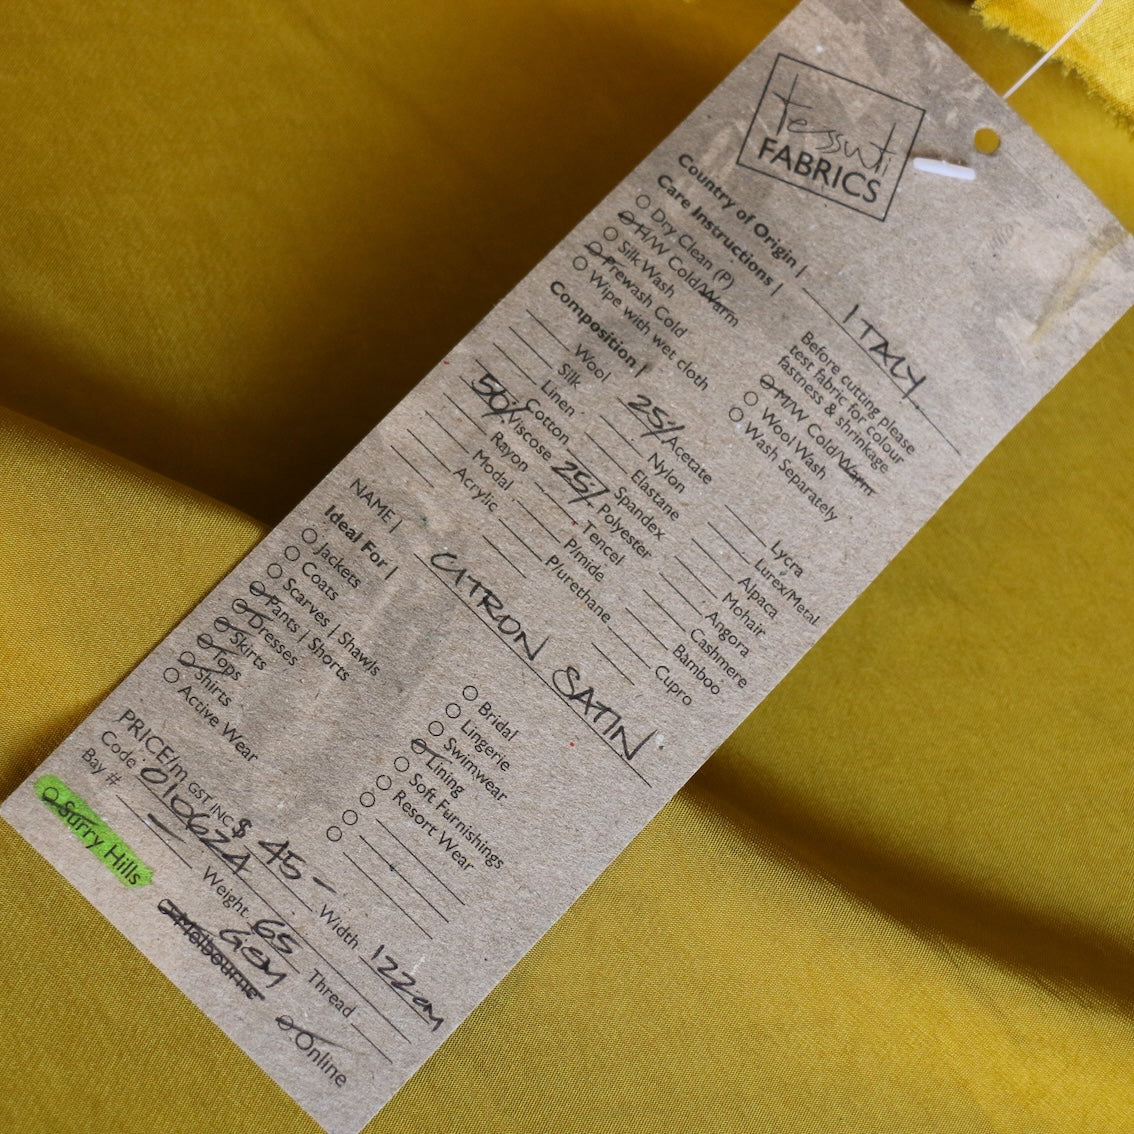 tessuti
FABRICS
Country of Origin | ITALY.
Care Instructions |
Dry Clean (P)
H/W Cold/Warm
Silk Wash
Prewash Cold
Wipe with wet cloth
Before cutting please
test fabric for colour
fastness & shrinkage
M/W Cold/Warm
Wool Wash
Wash Separately
Composition |
Wool
Silk
Linen
Cotton
50% Viscose
Rayon
Modal
Acrylic
25% Acetate
Nylon
Elastane
Spandex
25% Polyester
Tencel
P/mide
P/urethane
Lycra
Lurex/Metal
Alpaca
Mohair
Angora
Cashmere
Bamboo
Cupro
NAME | CITRON SATIN
Ideal For |
Jackets
Coats
Scarves | Shawls
Pants | Shorts
Dresses
Skirts
Tops
Shirts
Active Wear
Bridal
Lingerie
Swimwear
Lining
Soft Furnishings
Resort Wear
PRICE/m GST INC $ 45- Width 122cm
Code 010674 Weight 65 GSM Thread
Bay # -
Surry Hills
Melbourne
Online